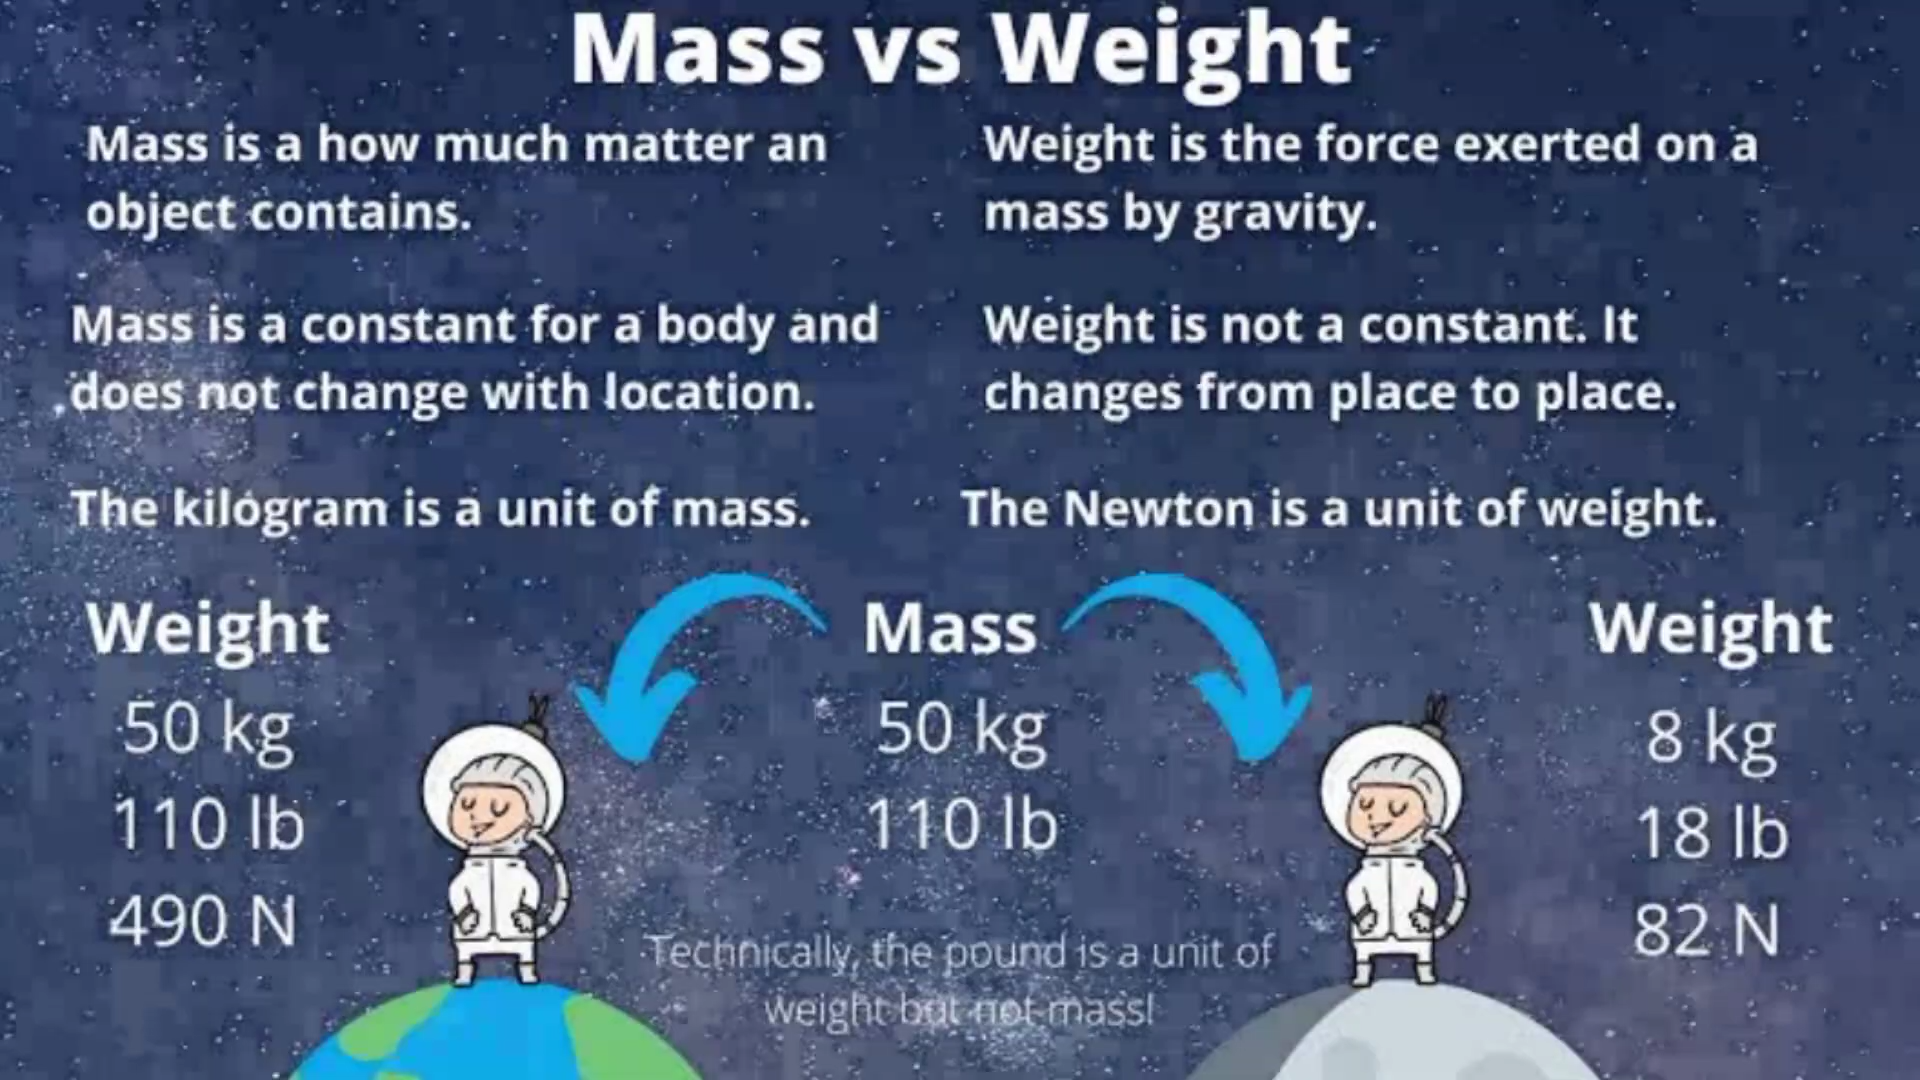 Mass vs Weight
Mass is a how much matter an
object contains.
Weight is the force exerted on a
mass by gravity.
Mass is a constant for a body and
does not change with location.
Weight is not a constant. It
changes from place to place.
The kilogram is a unit of mass.
The Newton is a unit of weight.
Weight
50 kg
110 lb
490 N
Mass
50 kg
110 lb
Technically, the pound is a unit of
weight but not mass!
Weight
8 kg
18 lb
82 N